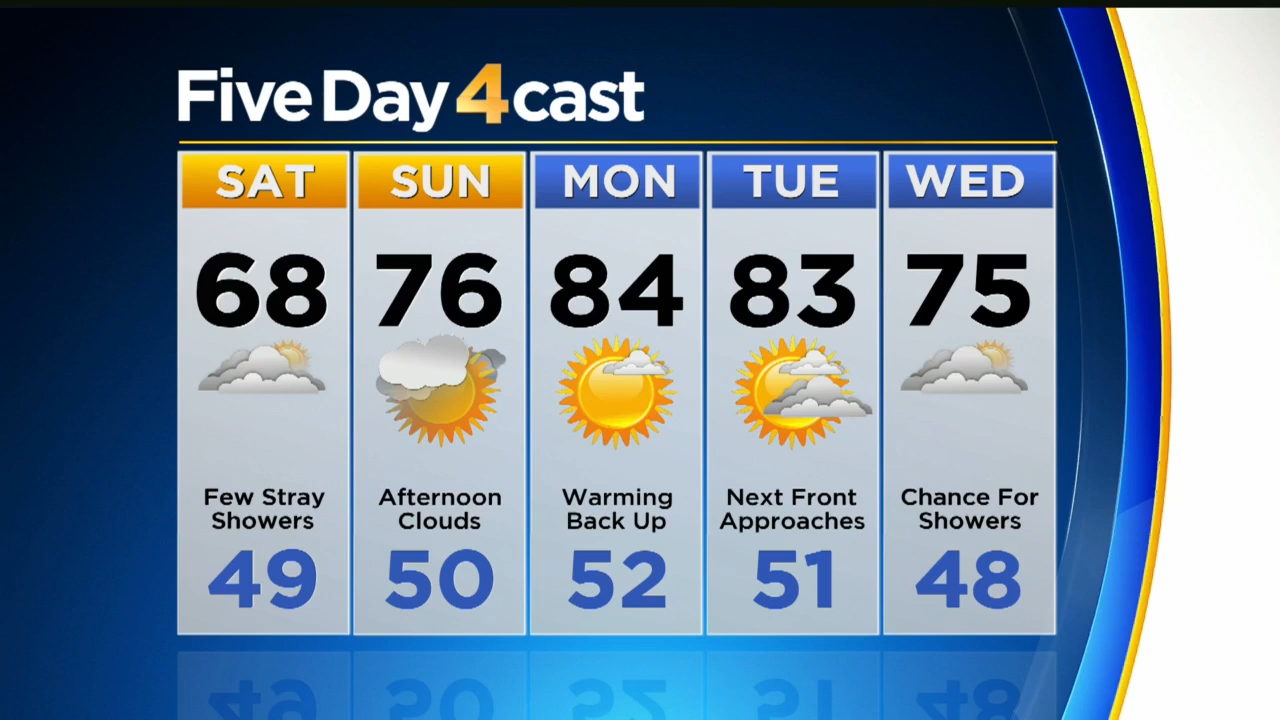 Five Day 4cast
SAT SUN MON TUE WED
68 76 84 83 75
Few Stray Afternoon Warming Next Front Chance For
Showers Clouds Back Up Approaches Showers
49 50 52 51 48